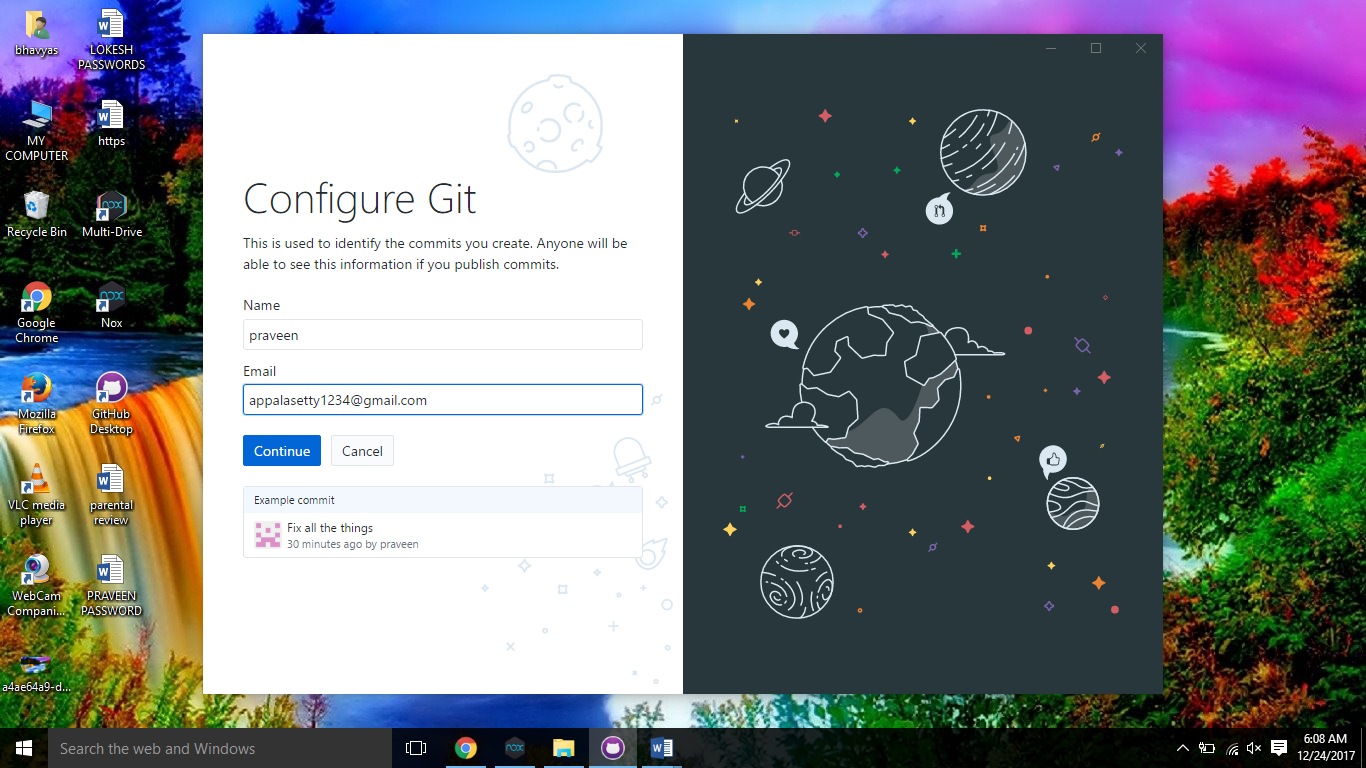 bhavyas
LOKESH
PASSWORDS
MY
COMPUTER
https
Recycle Bin
Multi-Drive
Google
Chrome
Nox
Mozilla
Firefox
GitHub
Desktop
VLC media
player
parental
review
WebCam
Compani...
PRAVEEN
PASSWORD
a4ae64a9-d...
Configure Git
This is used to identify the commits you create. Anyone will be
able to see this information if you publish commits.
Name
praveen
Email
appalasetty1234@gmail.com
Continue
Cancel
Example commit
Fix all the things
30 minutes ago by praveen
Search the web and Windows
nox
6:08 AM
12/24/2017